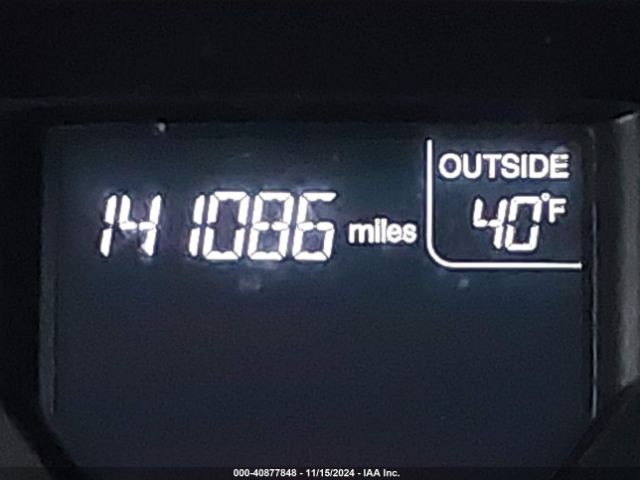 OUTSIDE
141086 miles
40°F
000-40877848 - 11/15/2024 - IAA Inc.